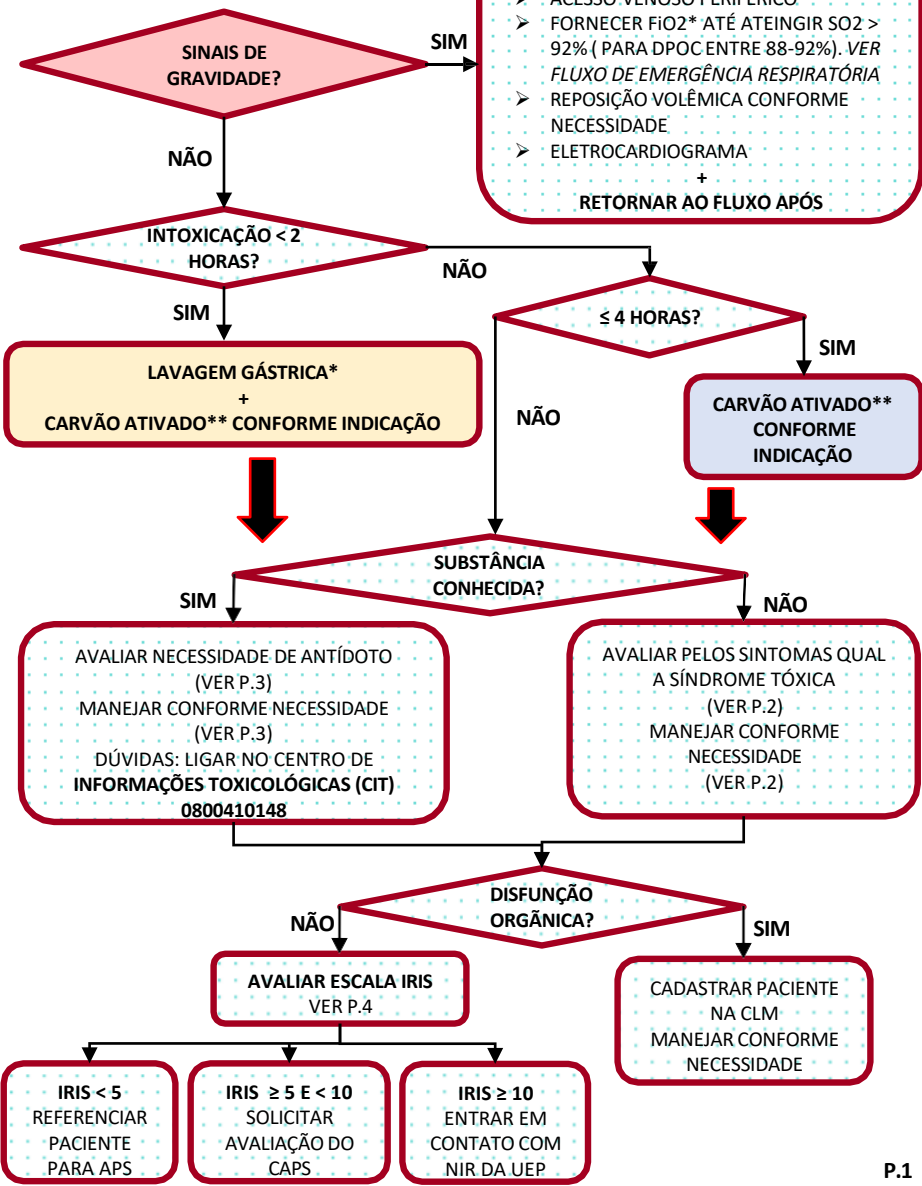 ➢ ACESSO VENOSO PERIFÉRICO
➢ FORNECER FiO2* ATÉ ATEINGIR SO2 >
92% ( PARA DPOC ENTRE 88-92%). VER
FLUXO DE EMERGÊNCIA RESPIRATÓRIA
➢ REPOSIÇÃO VOLÊMICA CONFORME
NECESSIDADE
➢ ELETROCARDIOGRAMA
+
RETORNAR AO FLUXO APÓS
SINAIS DE
GRAVIDADE?
SIM
NÃO
INTOXICAÇÃO < 2
HORAS?
NÃO
SIM
≤ 4 HORAS?
SIM
NÃO
LAVAGEM GÁSTRICA*
+
CARVÃO ATIVADO** CONFORME INDICAÇÃO
CARVÃO ATIVADO**
CONFORME
INDICAÇÃO
SUBSTÂNCIA
CONHECIDA?
SIM
NÃO
AVALIAR NECESSIDADE DE ANTÍDOTO
(VER P.3)
MANEJAR CONFORME NECESSIDADE
(VER P.3)
DÚVIDAS: LIGAR NO CENTRO DE
INFORMAÇÕES TOXICOLÓGICAS (CIT)
0800410148
AVALIAR PELOS SINTOMAS QUAL
A SÍNDROME TÓXICA
(VER P.2)
MANEJAR CONFORME
NECESSIDADE
(VER P.2)
DISFUNÇÃO
ORGÃNICA?
NÃO
SIM
AVALIAR ESCALA IRIS
VER P.4
CADASTRAR PACIENTE
NA CLM
MANEJAR CONFORME
NECESSIDADE
IRIS < 5
REFERENCIAR
PACIENTE
PARA APS
IRIS ≥ 5 E < 10
SOLICITAR
AVALIAÇÃO DO
CAPS
IRIS ≥ 10
ENTRAR EM
CONTATO COM
NIR DA UEP
P.1